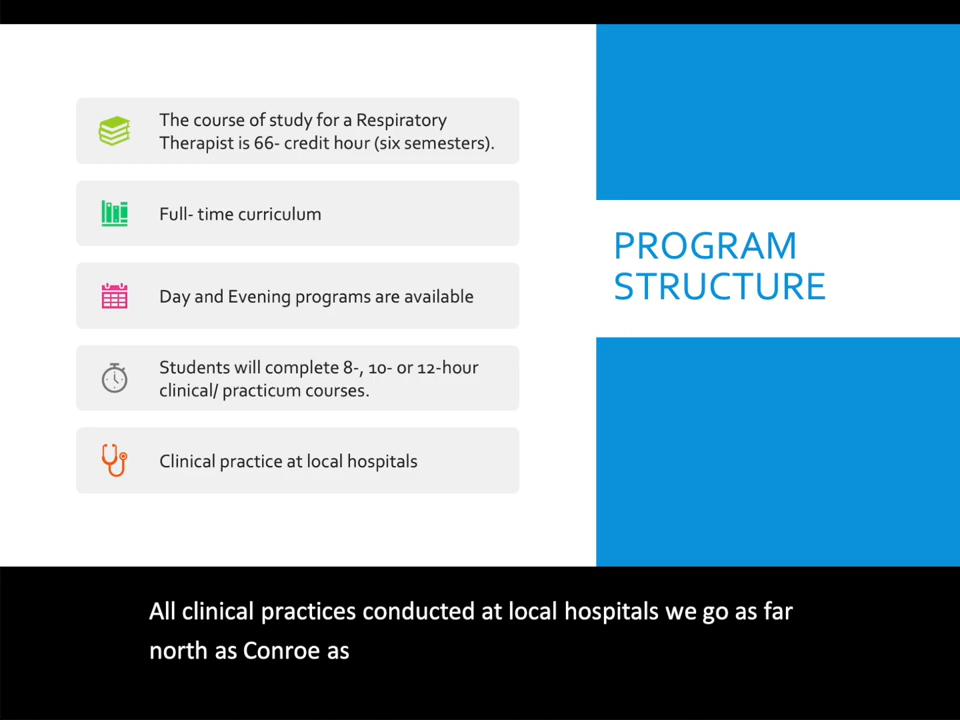 The course of study for a Respiratory
Therapist is 66- credit hour (six semesters).
Full- time curriculum
Day and Evening programs are available
Students will complete 8-, 10- or 12-hour
clinical/ practicum courses.
Clinical practice at local hospitals
PROGRAM
STRUCTURE
All clinical practices conducted at local hospitals we go as far
north as Conroe as